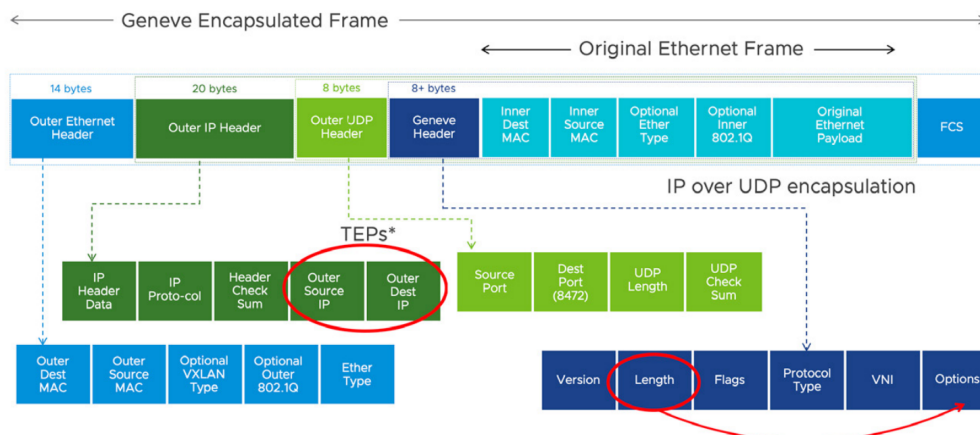 Geneve Encapsulated Frame
Original Ethernet Frame
14 bytes
20 bytes
8 bytes
8+ bytes
Outer Ethernet
Header
Outer IP Header
Outer UDP
Header
Geneve
Header
Inner
Dest
MAC
Inner
Source
MAC
Optional
Ether
Type
Optional
Inner
802.1Q
Original
Ethernet
Payload
FCS
IP over UDP encapsulation
TEPs*
IP
Header
Data
IP
Proto-col
Header
Check
Sum
Outer
Source
IP
Outer
Dest
IP
Source
Port
Dest
Port
(8472)
UDP
Length
UDP
Check
Sum
Outer
Dest
MAC
Outer
Source
MAC
Optional
VXLAN
Type
Optional
Outer
802.1Q
Ether
Type
Version
Length
Flags
Protocol
Type
VNI
Options